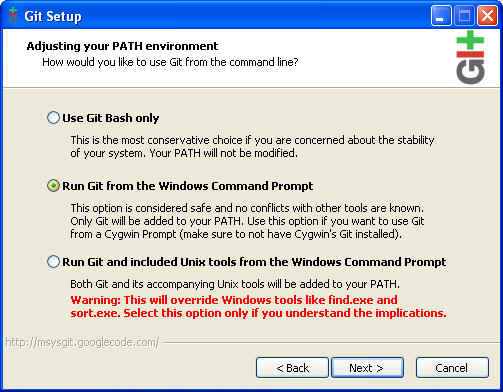 Git Setup
Adjusting your PATH environment
How would you like to use Git from the command line?
Use Git Bash only
This is the most conservative choice if you are concerned about the stability
of your system. Your PATH will not be modified.
Run Git from the Windows Command Prompt
This option is considered safe and no conflicts with other tools are known.
Only Git will be added to your PATH. Use this option if you want to use Git
from a Cygwin Prompt (make sure to not have Cygwin's Git installed).
Run Git and included Unix tools from the Windows Command Prompt
Both Git and its accompanying Unix tools will be added to your PATH.
Warning: This will override Windows tools like find.exe and
sort.exe. Select this option only if you understand the implications.
http://msysgit.googlecode.com/
< Back
Next >
Cancel